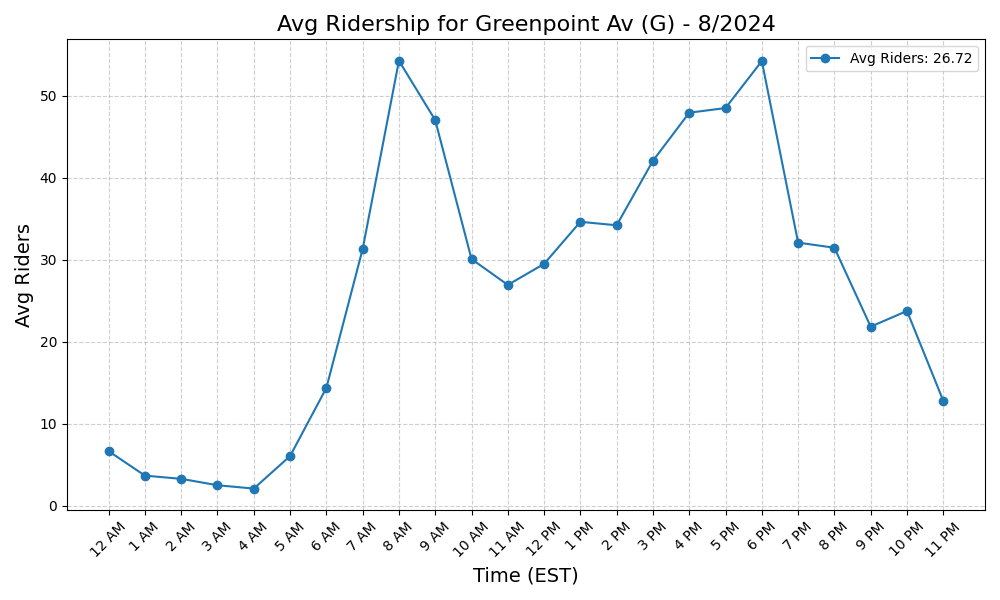 Avg Ridership for Greenpoint Av (G) - 8/2024
Avg Riders: 26.72
Avg Riders
50
40
30
20
10
0
12 AM
1 AM
2 AM
3 AM
4 AM
5 AM
6 AM
7 AM
8 AM
9 AM
10 AM
11 AM
12 PM
1 PM
2 PM
3 PM
4 PM
5 PM
6 PM
7 PM
8 PM
9 PM
10 PM
11 PM
Time (EST)